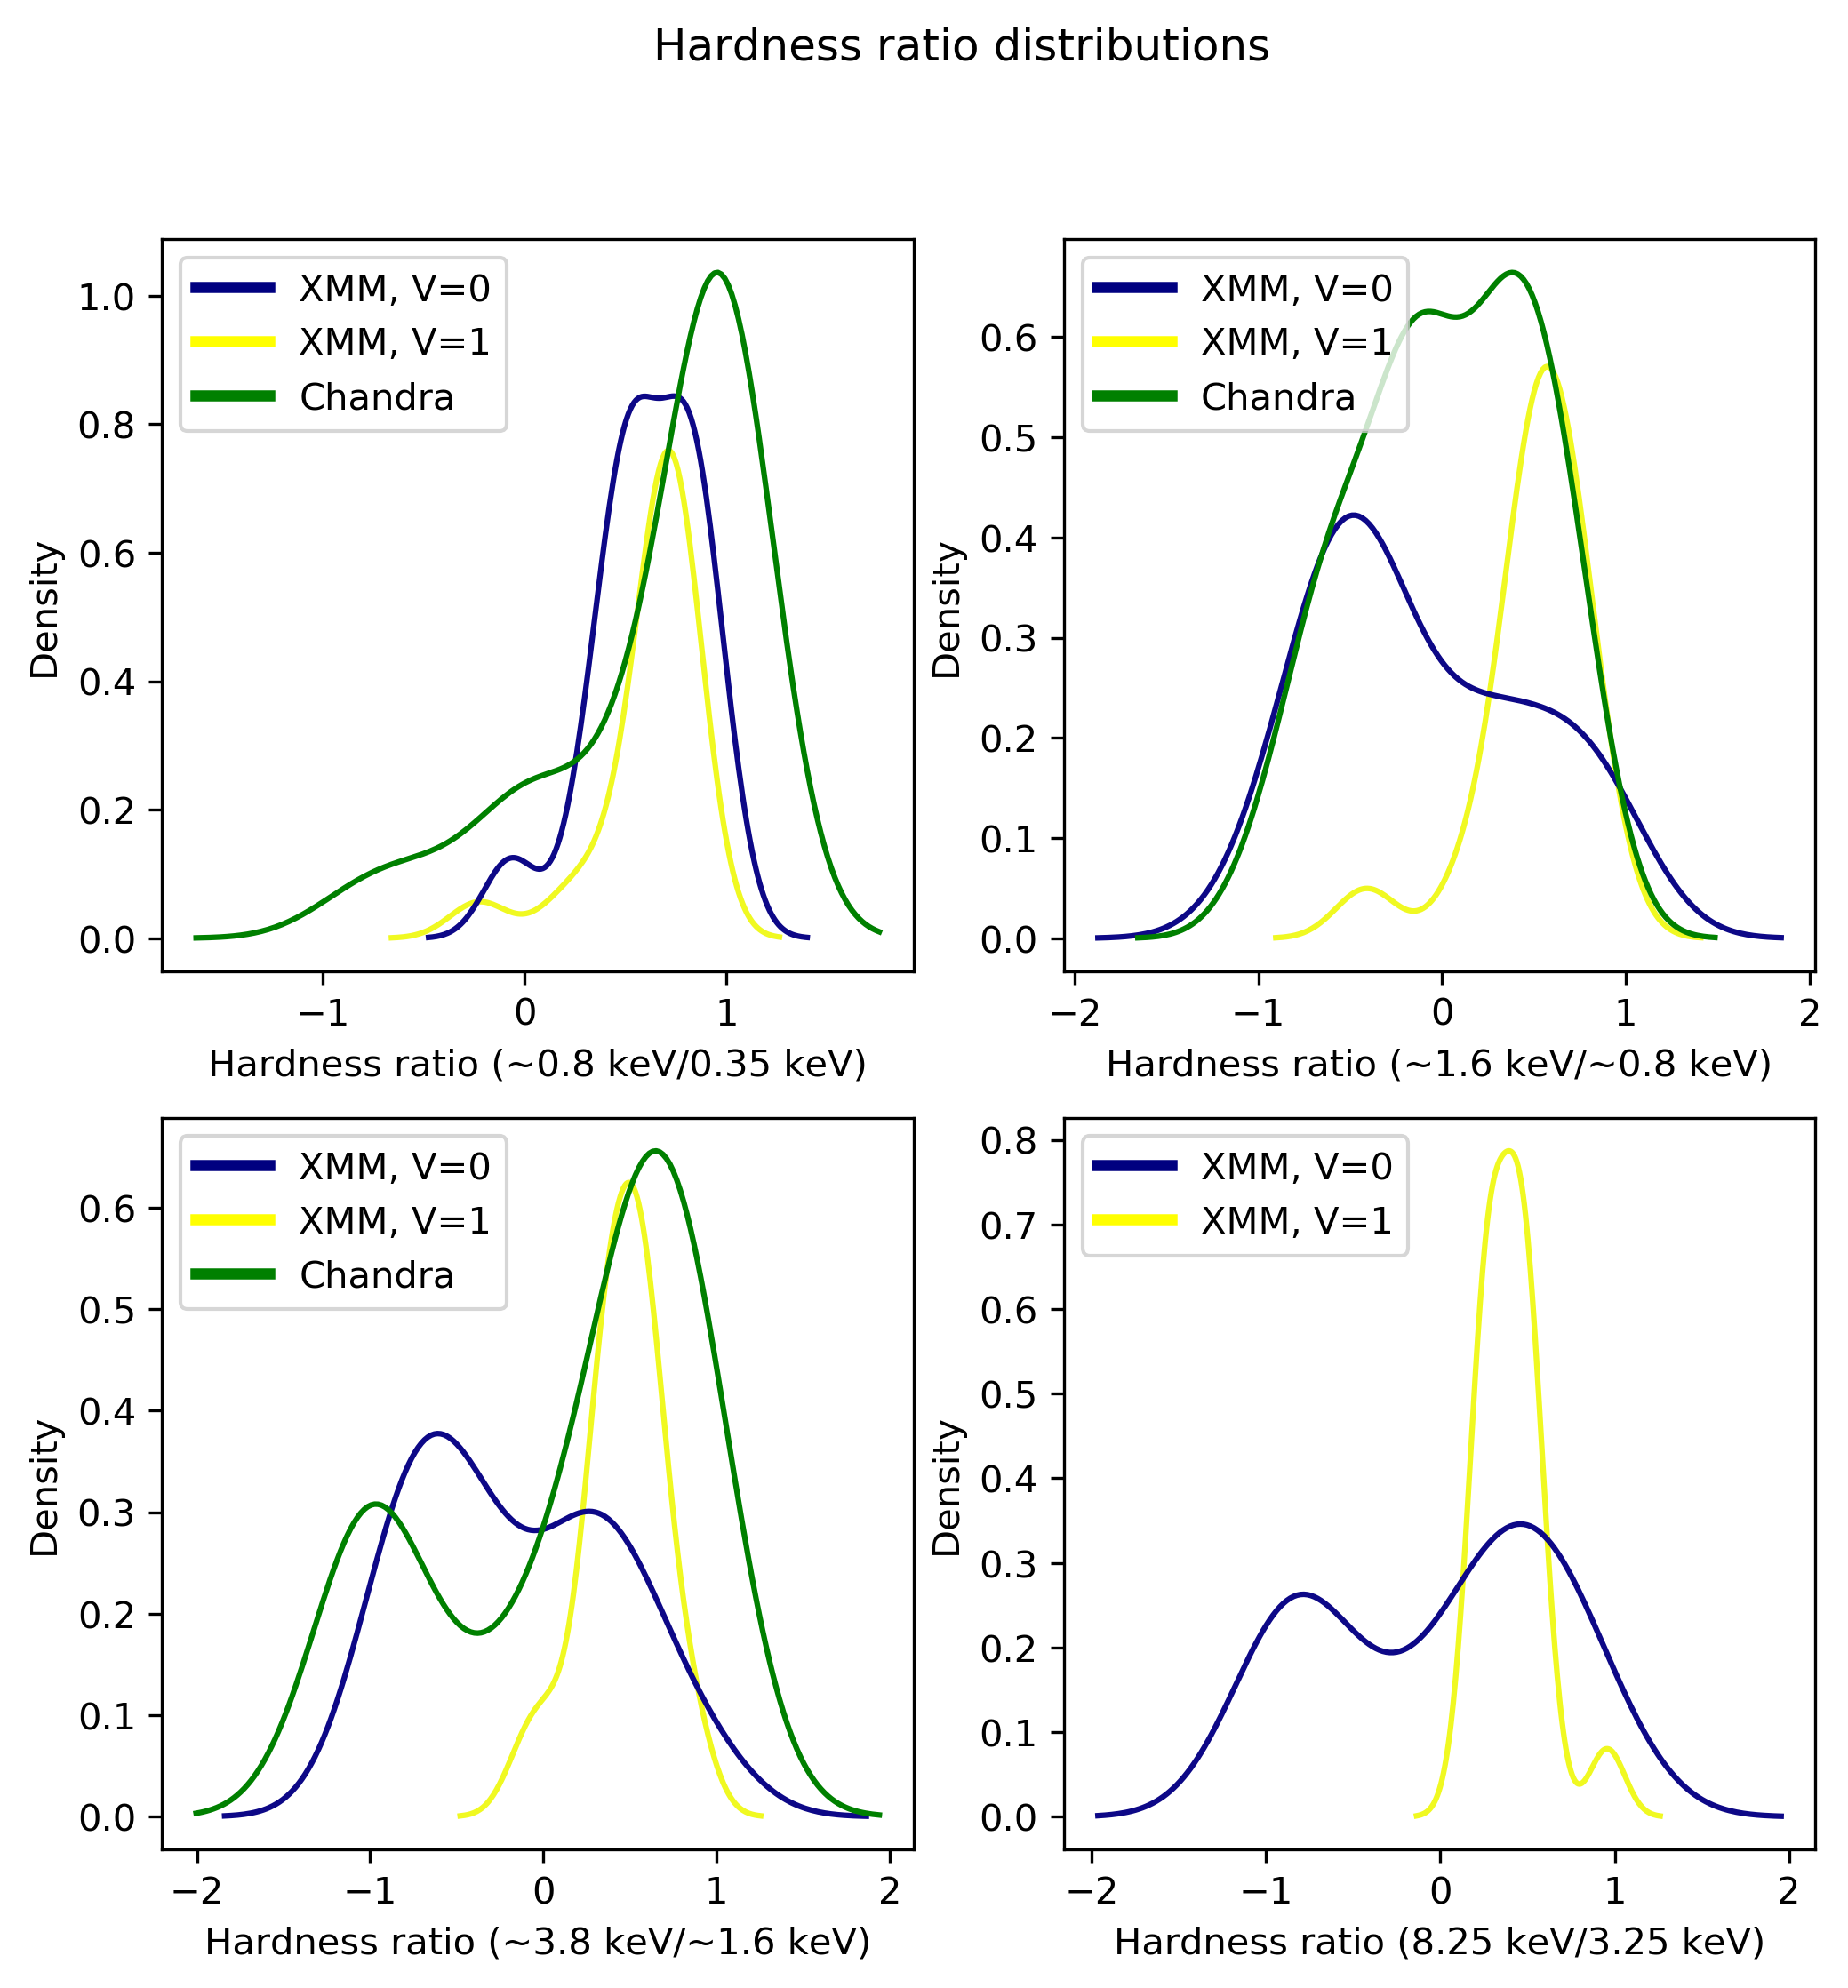 Hardness ratio distributions
XMM, V=0
XMM, V=1
Chandra
Density
1.0
0.8
0.6
0.4
0.2
0.0
−1
0
1
Hardness ratio (~0.8 keV/0.35 keV)
XMM, V=0
XMM, V=1
Chandra
Density
0.6
0.5
0.4
0.3
0.2
0.1
0.0
−2
−1
0
1
2
Hardness ratio (~1.6 keV/~0.8 keV)
XMM, V=0
XMM, V=1
Chandra
Density
0.6
0.5
0.4
0.3
0.2
0.1
0.0
−2
−1
0
1
2
Hardness ratio (~3.8 keV/~1.6 keV)
XMM, V=0
XMM, V=1
Density
0.8
0.7
0.6
0.5
0.4
0.3
0.2
0.1
0.0
−2
−1
0
1
2
Hardness ratio (8.25 keV/3.25 keV)